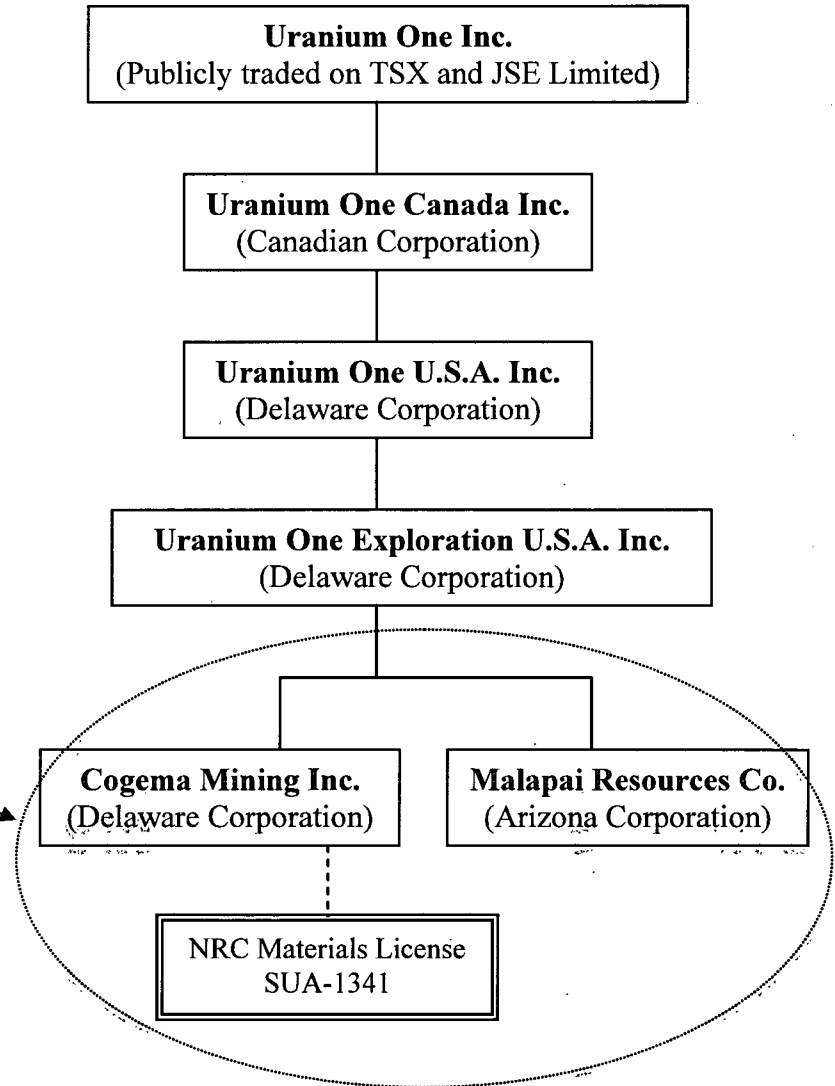 Uranium One Inc.
(Publicly traded on TSX and JSE Limited)
Uranium One Canada Inc.
(Canadian Corporation)
Uranium One U.S.A. Inc.
(Delaware Corporation)
Uranium One Exploration U.S.A. Inc.
(Delaware Corporation)
Cogema Mining Inc.
(Delaware Corporation)
Malapai Resources Co.
(Arizona Corporation)
NRC Materials License
SUA-1341